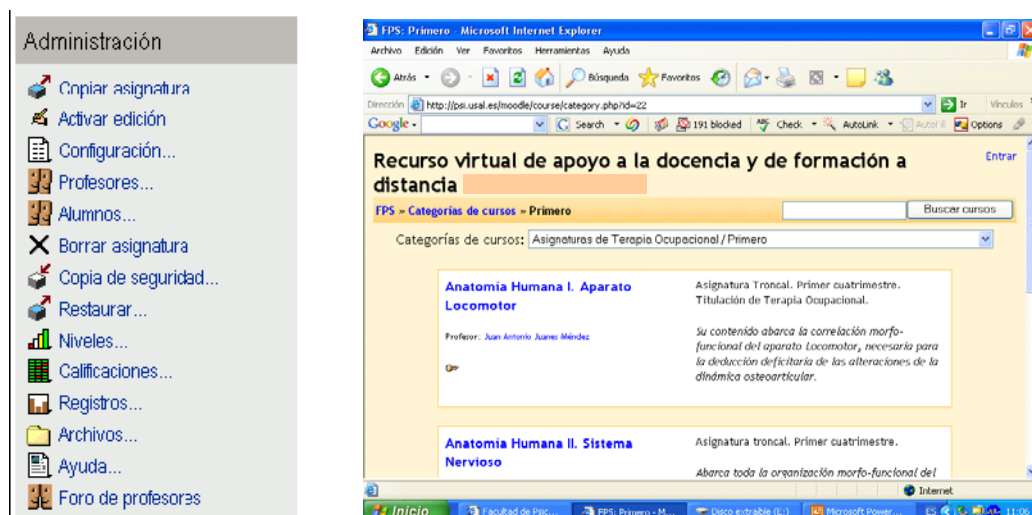 Administración
Copiar asignatura
Activar edición
Configuración...
Profesores...
Alumnos...
Borrar asignatura
Copia de seguridad...
Restaurar...
Niveles...
Calificaciones...
Registros...
Archivos...
Ayuda...
Foro de profesores
FPS: Primero - Microsoft Internet Explorer
Archivo Edición Ver Favoritos Herramientas Ayuda
Atrás Búsqueda Favoritos
Dirección http://psi.usal.es/moodle/course/category.php?id=22 Ir Vínculos
Google Search 191 blocked Check AutoLink AutoFill Options
Recurso virtual de apoyo a la docencia y de formación a
distancia
Entrar
FPS » Categorías de cursos » Primero Buscar cursos
Categorías de cursos: Asignaturas de Terapia Ocupacional / Primero
Anatomía Humana I. Aparato
Locomotor
Profesor: Juan Antonio Juanes Méndez
Asignatura Troncal. Primer cuatrimestre.
Titulación de Terapia Ocupacional.
Su contenido abarca la correlación morfo-
funcional del aparato Locomotor, necesaria para
la deducción deficitaria de las alteraciones de la
dinámica osteoarticular.
Anatomía Humana II. Sistema
Nervioso
Asignatura troncal. Primer cuatrimestre.
Abarca toda la organización morfo-funcional del
Internet
Inicio Facultad de Psic... FPS: Primero - M... Disco extraíble (E:) Microsoft Power... ES 11:06